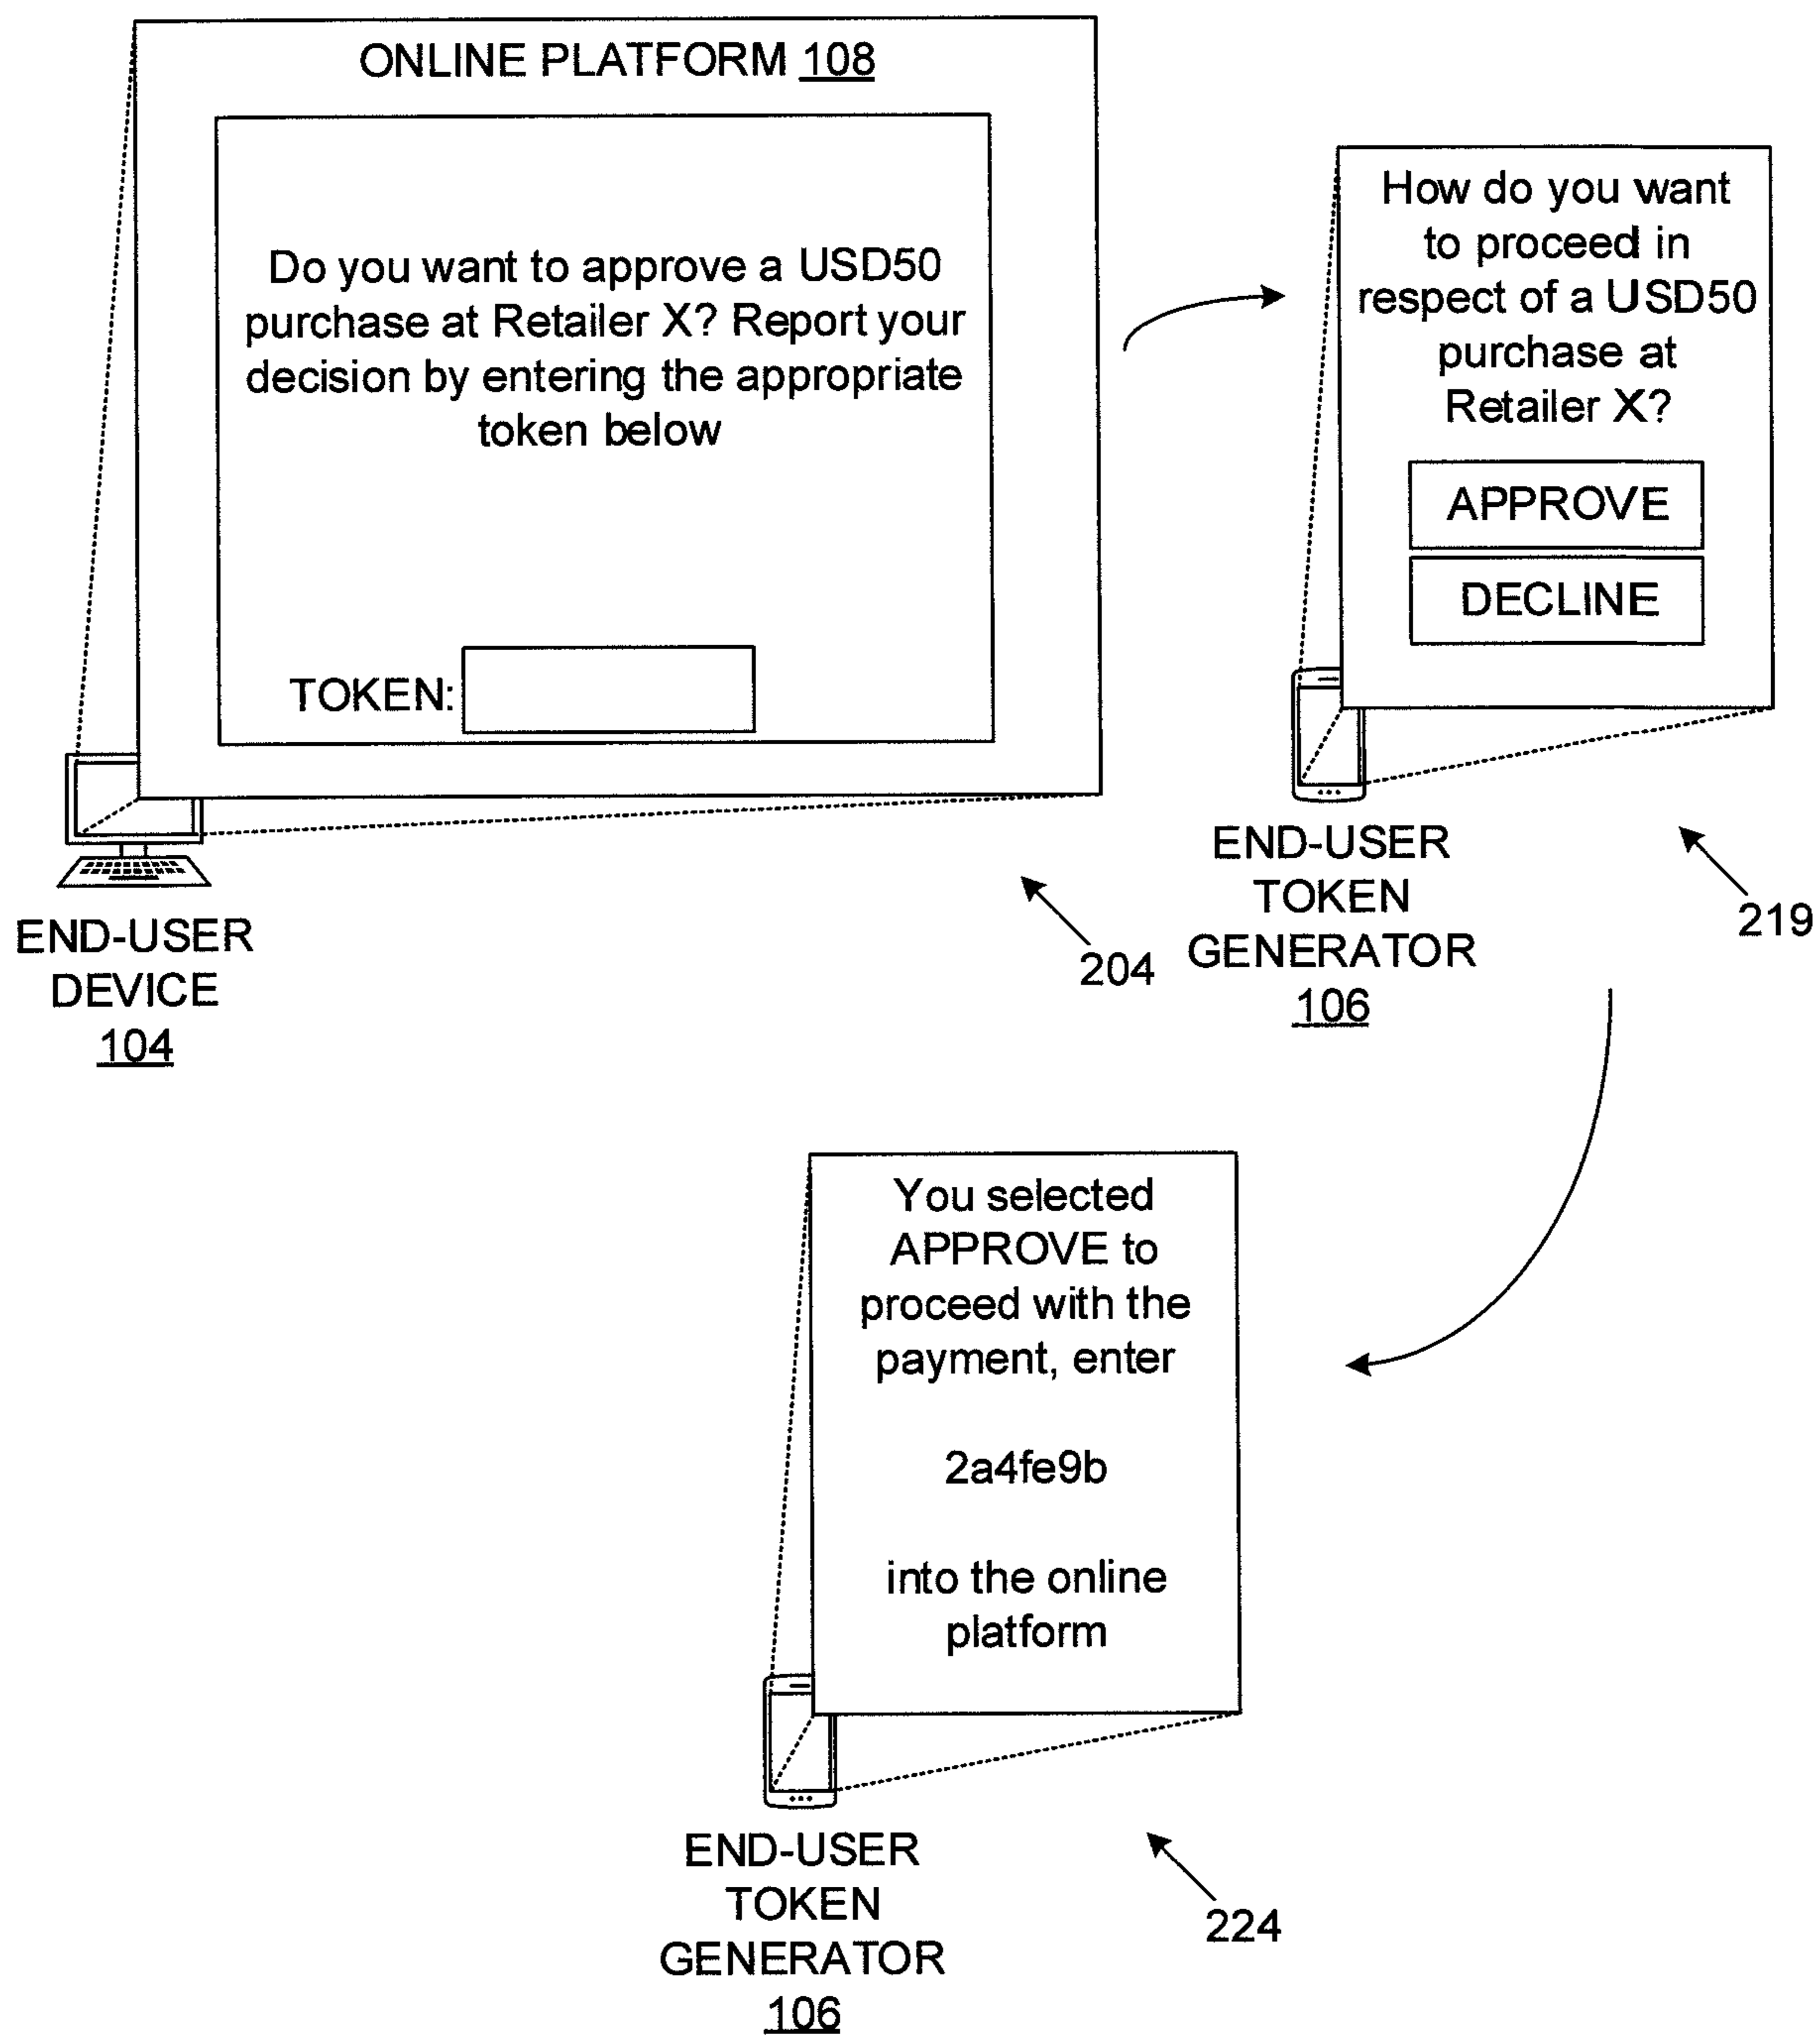 ONLINE PLATFORM 108
Do you want to approve a USD50
purchase at Retailer X? Report your
decision by entering the appropriate
token below
TOKEN:
END-USER
DEVICE
104
204
How do you want
to proceed in
respect of a USD50
purchase at
Retailer X?
APPROVE
DECLINE
END-USER
TOKEN
GENERATOR
106
219
You selected
APPROVE to
proceed with the
payment, enter
2a4fe9b
into the online
platform
END-USER
TOKEN
GENERATOR
106
224